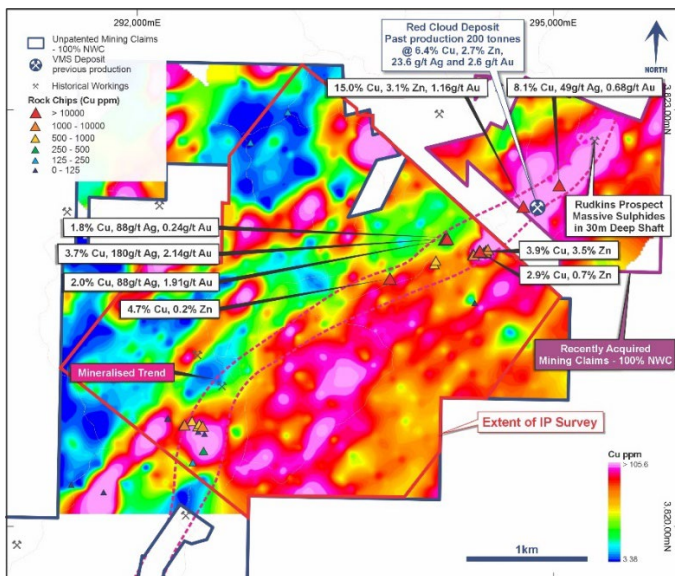 292,000mE
295,000mE
Unpatented Mining Claims
- 100% NWC
VMS Deposit
previous production
Historical Workings
Rock Chips (Cu ppm)
> 10000
1000 - 10000
500 - 1000
250 - 500
125 - 250
0 - 125
Red Cloud Deposit
Past production 200 tonnes
@ 6.4% Cu, 2.7% Zn,
23.6 g/t Ag and 2.6 g/t Au
NORTH
15.0% Cu, 3.1% Zn, 1.16g/t Au
8.1% Cu, 49g/t Ag, 0.68g/t Au
3,823,00mN
Rudkins Prospect
Massive Sulphides
in 30m Deep Shaft
1.8% Cu, 88g/t Ag, 0.24g/t Au
3.7% Cu, 180g/t Ag, 2.14g/t Au
2.0% Cu, 88g/t Ag, 1.91g/t Au
4.7% Cu, 0.2% Zn
3.9% Cu, 3.5% Zn
2.9% Cu, 0.7% Zn
Recently Acquired
Mining Claims - 100% NWC
Mineralised Trend
Extent of IP Survey
Cu ppm
> 105.6
3.38
3,820,00mN
1km